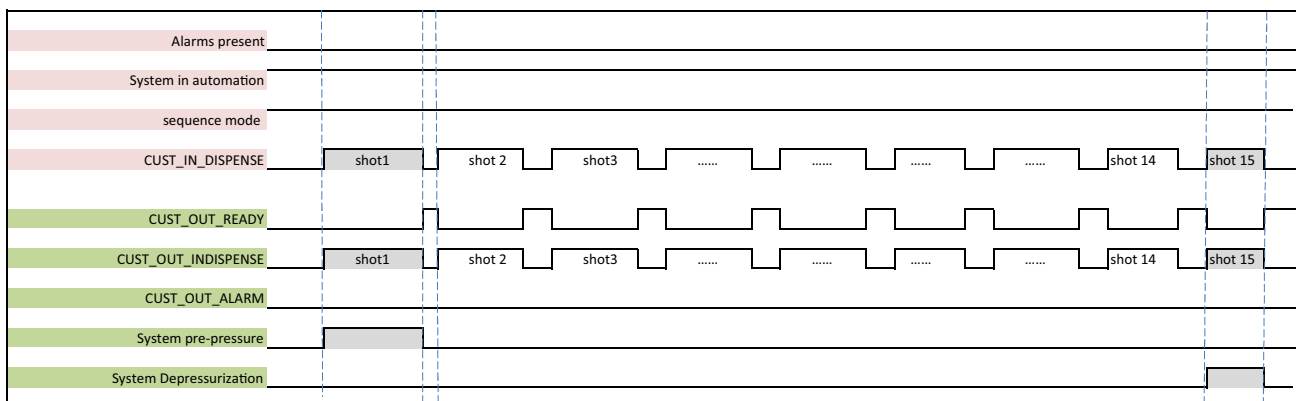 Alarms present
System in automation
sequence mode
CUST_IN_DISPENSE shot1 shot 2 shot3 ...... ...... ...... ...... shot 14 shot 15
CUST_OUT_READY
CUST_OUT_INDISPENSE shot1 shot 2 shot3 ...... ...... ...... ...... shot 14 shot 15
CUST_OUT_ALARM
System pre-pressure
System Depressurization